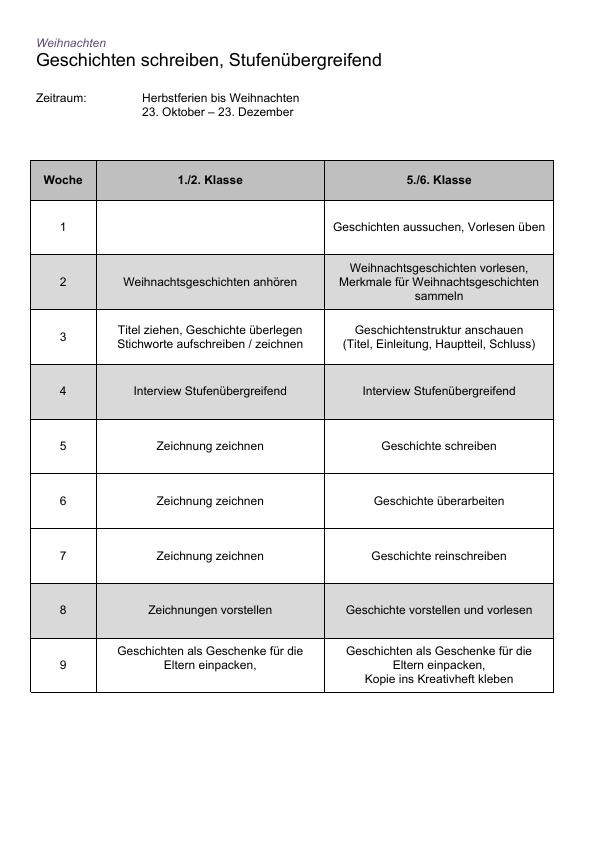 Weihnachten
Geschichten schreiben, Stufenübergreifend
Zeitraum: Herbstferien bis Weihnachten
23. Oktober – 23. Dezember
Woche 1./2. Klasse 5./6. Klasse
1 Geschichten aussuchen, Vorlesen üben
2 Weihnachtsgeschichten anhören
Weihnachtsgeschichten vorlesen,
Merkmale für Weihnachtsgeschichten
sammeln
3
Titel ziehen, Geschichte überlegen
Stichworte aufschreiben / zeichnen
Geschichtenstruktur anschauen
(Titel, Einleitung, Hauptteil, Schluss)
4 Interview Stufenübergreifend Interview Stufenübergreifend
5 Zeichnung zeichnen Geschichte schreiben
6 Zeichnung zeichnen Geschichte überarbeiten
7 Zeichnung zeichnen Geschichte reinschreiben
8 Zeichnungen vorstellen Geschichte vorstellen und vorlesen
9
Geschichten als Geschenke für die
Eltern einpacken,
Geschichten als Geschenke für die
Eltern einpacken,
Kopie ins Kreativheft kleben